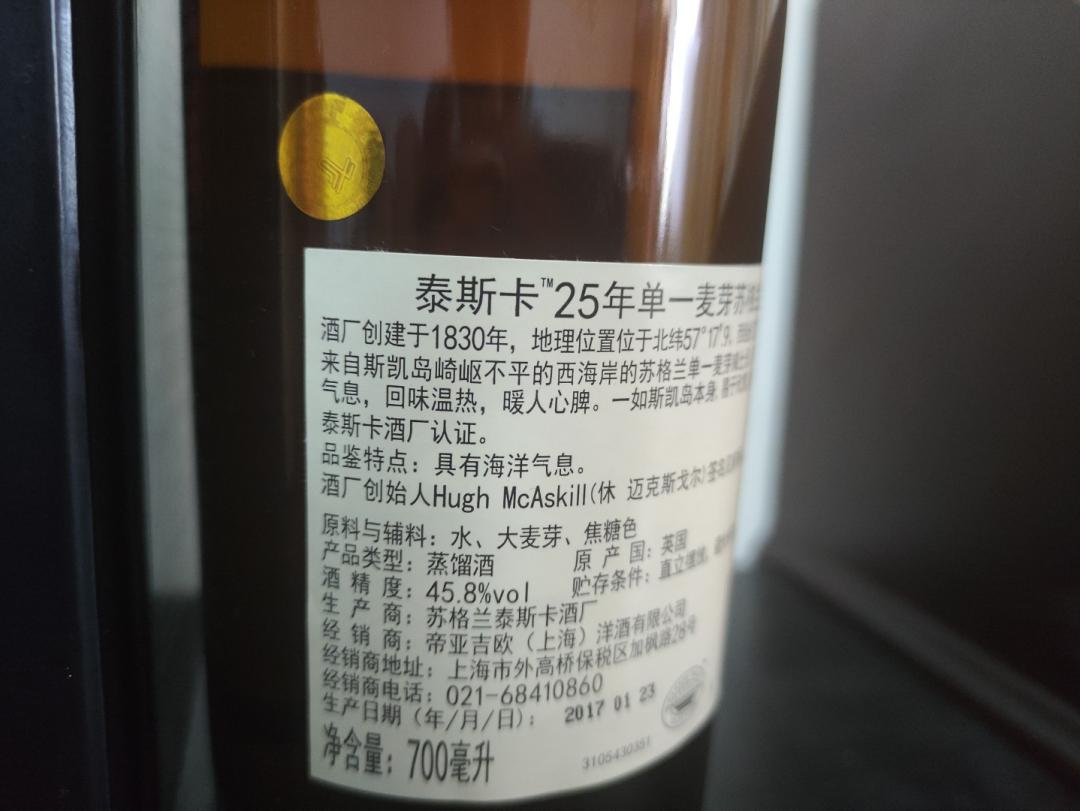 泰斯卡™25年单一麦芽苏格
酒厂创建于1830年，地理位置位于北纬57°17'9,
来自斯凯岛崎岖不平的西海岸的苏格兰单一麦芽
气息，回味温热，暖人心脾。一如斯凯岛本身,
泰斯卡酒厂认证。
品鉴特点：具有海洋气息。
酒厂创始人Hugh McAskill(休 迈克斯戈尔)签名
原料与辅料：水、大麦芽、焦糖色
产品类型：蒸馏酒 原 产 国：英国
酒 精 度：45.8%vol 贮存条件：直立
生 产 商：苏格兰泰斯卡酒厂
经 销 商：帝亚吉欧（上海）洋酒有限公司
经销商地址：上海市外高桥保税区加枫路28号
经销商电话：021-68410860
生产日期（年/月/日）：2017 01 23
净含量：700毫升
3105430351